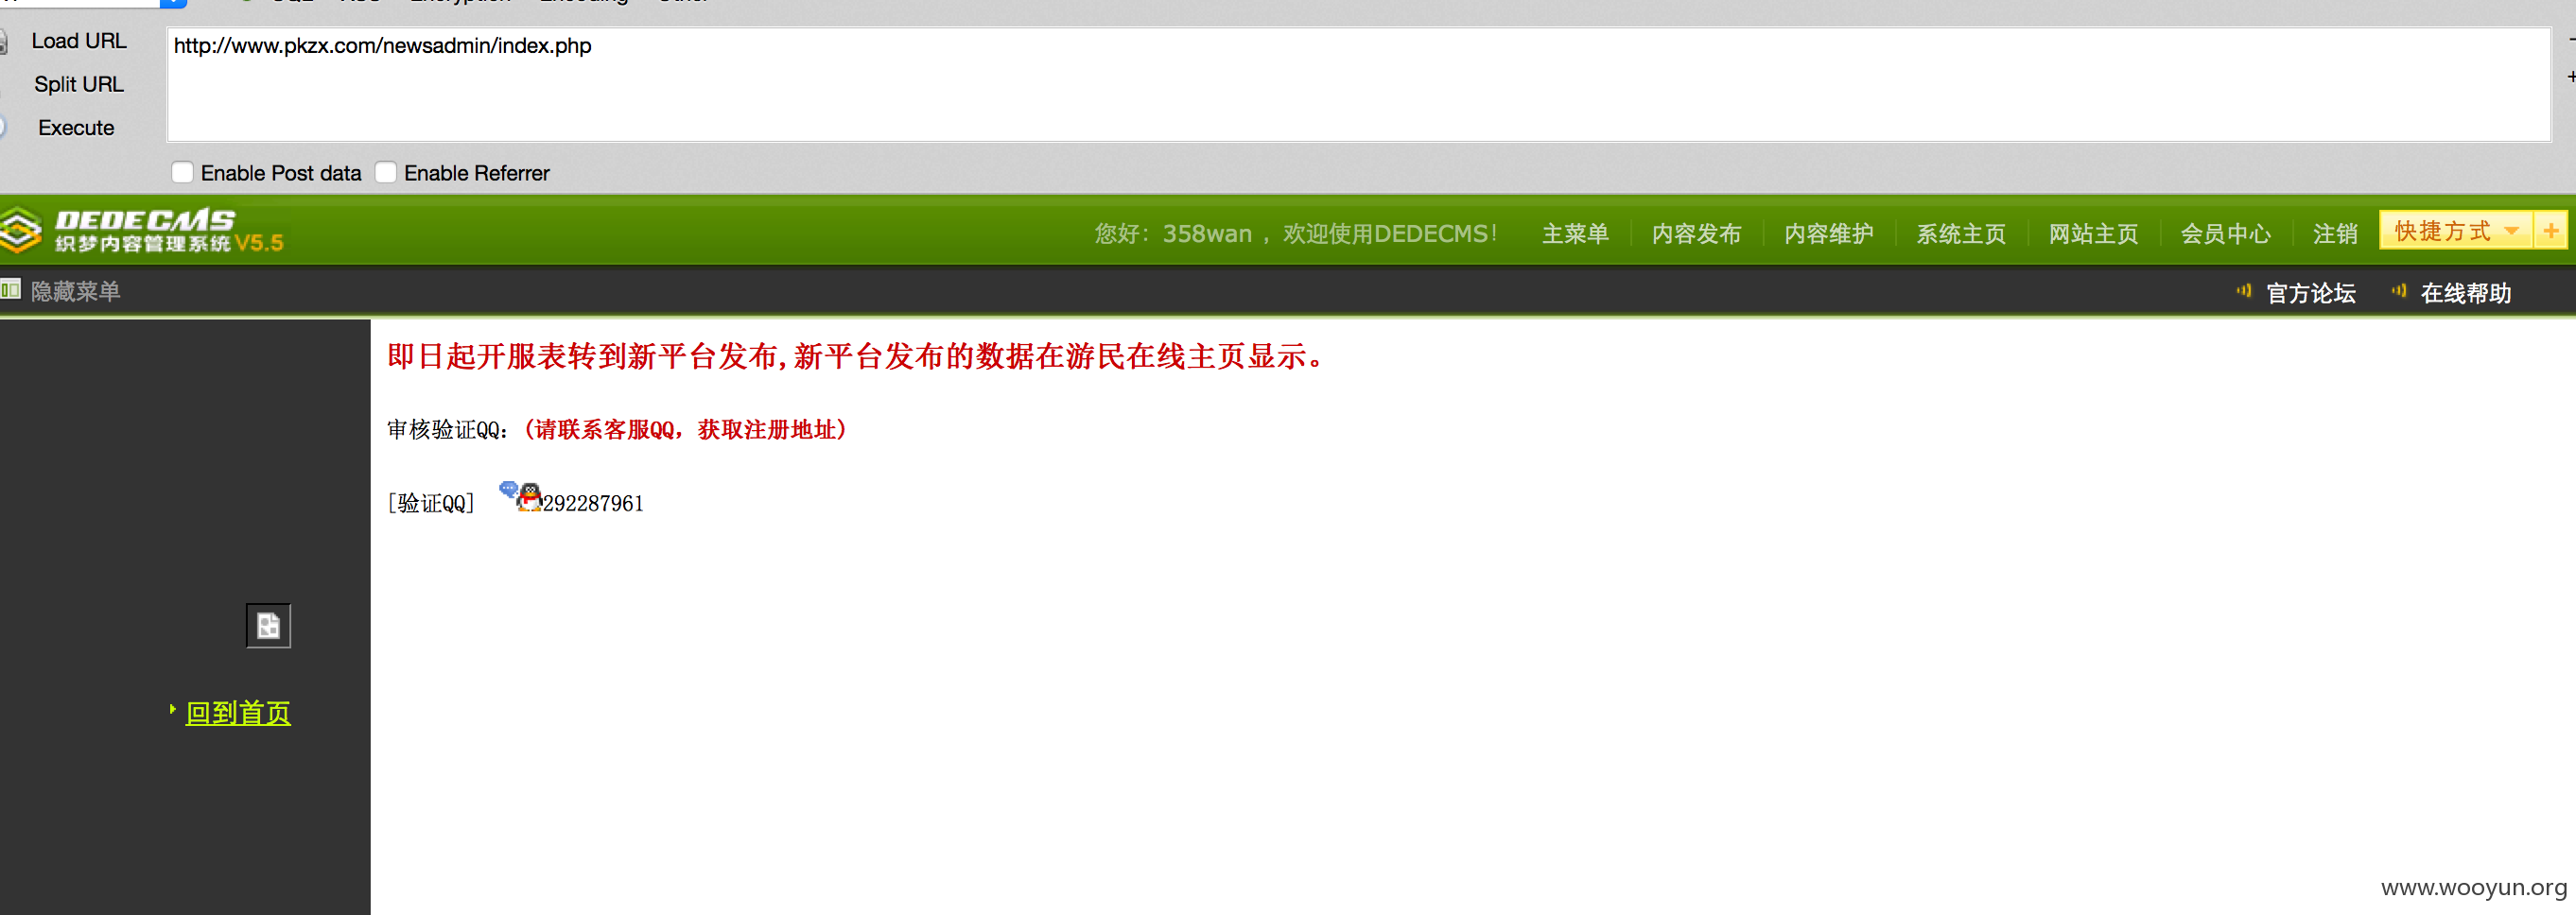 SQL XSS Encryption Encoding Other
Load URL
http://www.pkzx.com/newsadmin/index.php
Split URL
Execute
Enable Post data Enable Referrer
DEDECMS
织梦内容管理系统 V5.5
您好：358wan ，欢迎使用DEDECMS！ 主菜单 内容发布 内容维护 系统主页 网站主页 会员中心 注销 快捷方式 +
隐藏菜单 官方论坛 在线帮助
即日起开服表转到新平台发布,新平台发布的数据在游民在线主页显示。
审核验证QQ：(请联系客服QQ，获取注册地址)
[验证QQ] 292287961
回到首页
www.wooyun.org